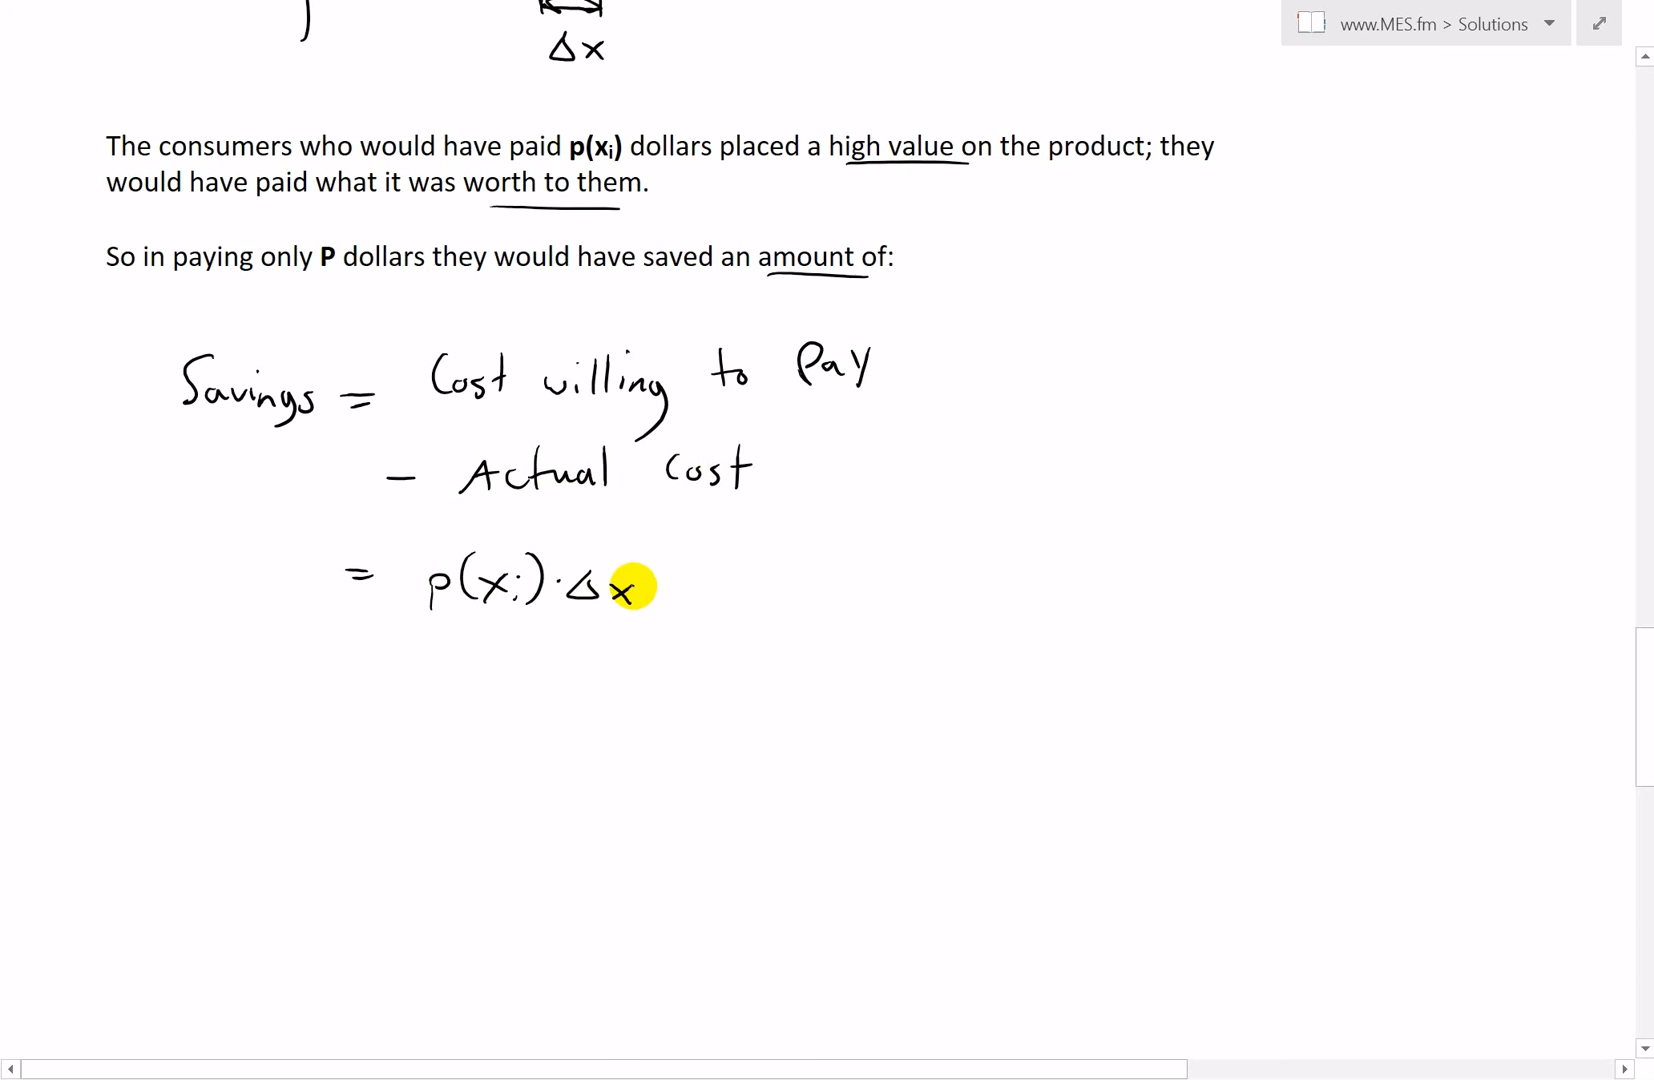 www.MES.fm > Solutions
Δx
The consumers who would have paid p(xᵢ) dollars placed a high value on the product; they
would have paid what it was worth to them.
So in paying only P dollars they would have saved an amount of:
Savings = Cost willing to Pay
− Actual Cost
= p(xᵢ)·Δx